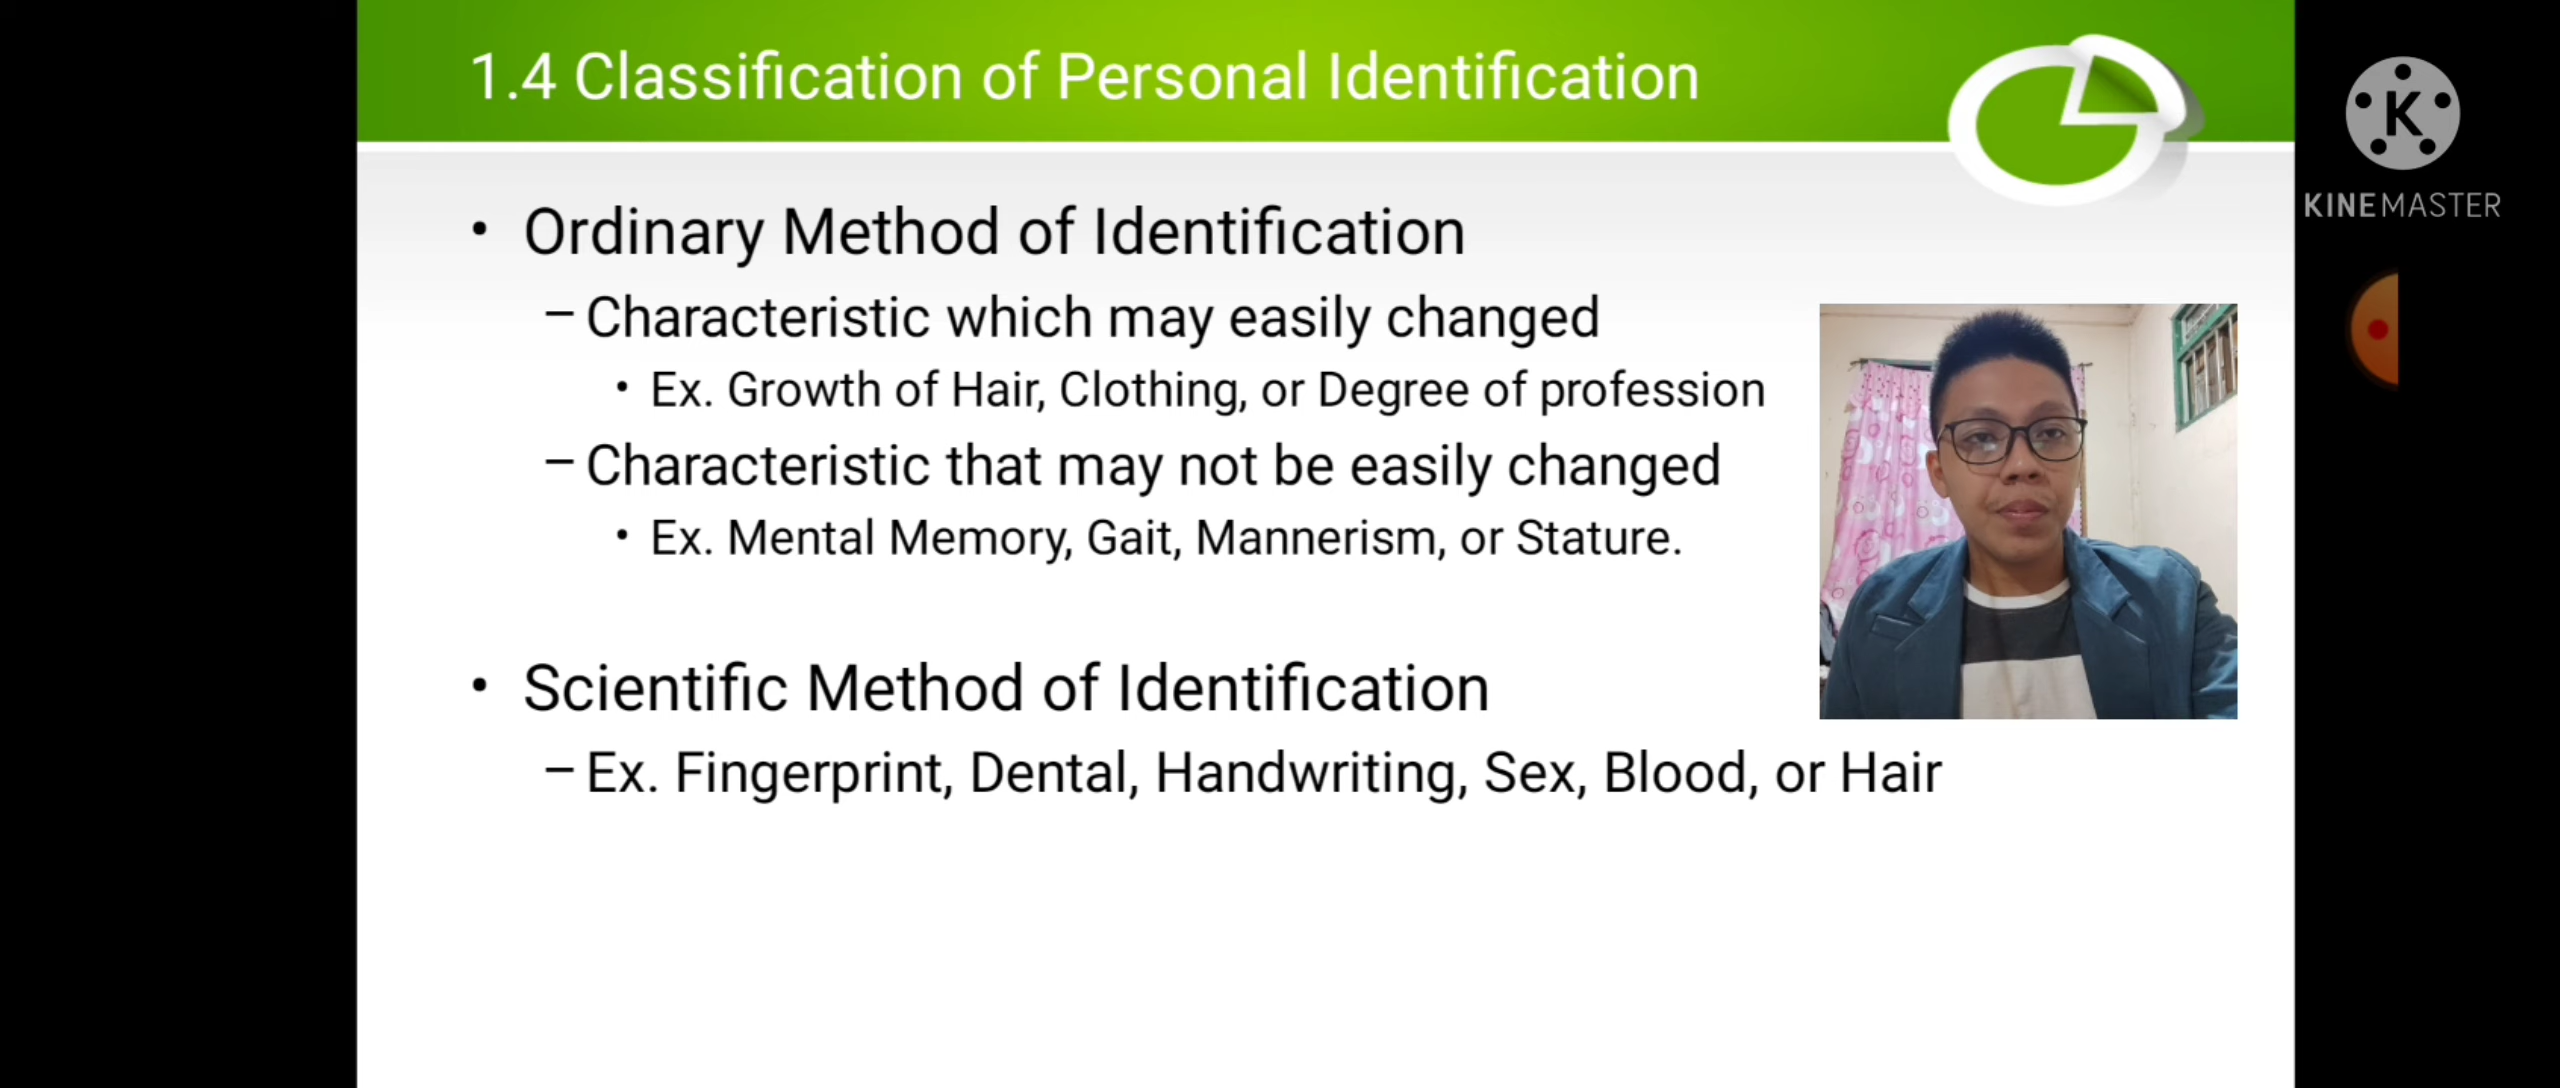 1.4 Classification of Personal Identification
K
KINEMASTER
• Ordinary Method of Identification
– Characteristic which may easily changed
• Ex. Growth of Hair, Clothing, or Degree of profession
– Characteristic that may not be easily changed
• Ex. Mental Memory, Gait, Mannerism, or Stature.
• Scientific Method of Identification
– Ex. Fingerprint, Dental, Handwriting, Sex, Blood, or Hair